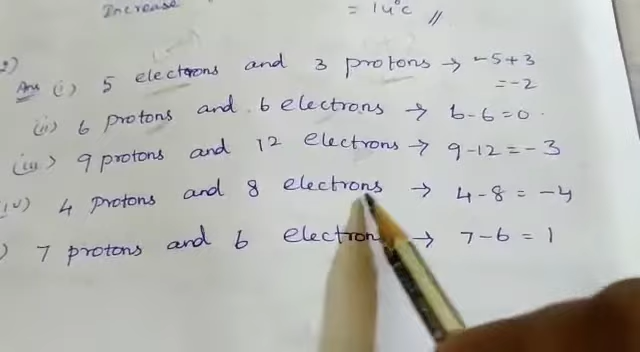 Increase = 14°C //
2)
Ans (i) 5 electrons and 3 protons → -5+3
= -2
(ii) 6 protons and 6 electrons → 6-6=0.
(iii) 9 protons and 12 electrons → 9-12=-3
(iv) 4 protons and 8 electrons → 4-8 = -4
) 7 protons and 6 electron → 7-6 = 1